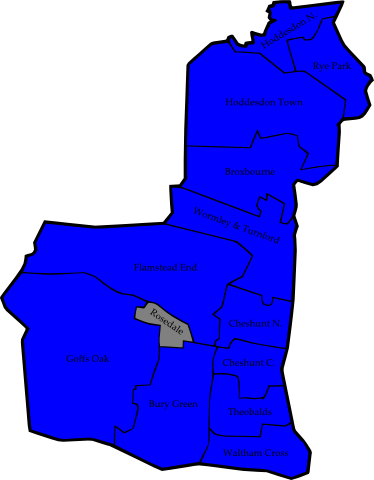 Hoddesdon N.
Rye Park
Hoddesdon Town
Broxbourne
Wormley & Turnford
Flamstead End
Rosedale
Cheshunt N
Goffs Oak
Cheshunt C
Bury Green
Theobalds
Waltham Cross